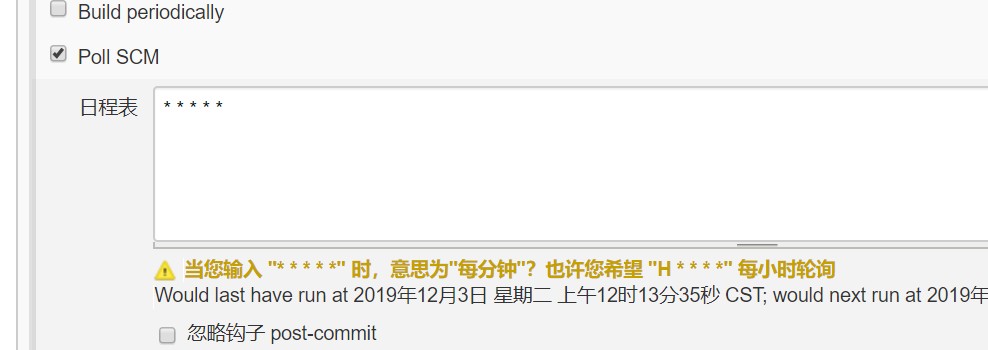 Build periodically
Poll SCM
日程表 * * * * *
当您输入 "* * * * *" 时，意思为"每分钟"？也许您希望 "H * * * *" 每小时轮询
Would last have run at 2019年12月3日 星期二 上午12时13分35秒 CST; would next run at 2019年
忽略钩子 post-commit